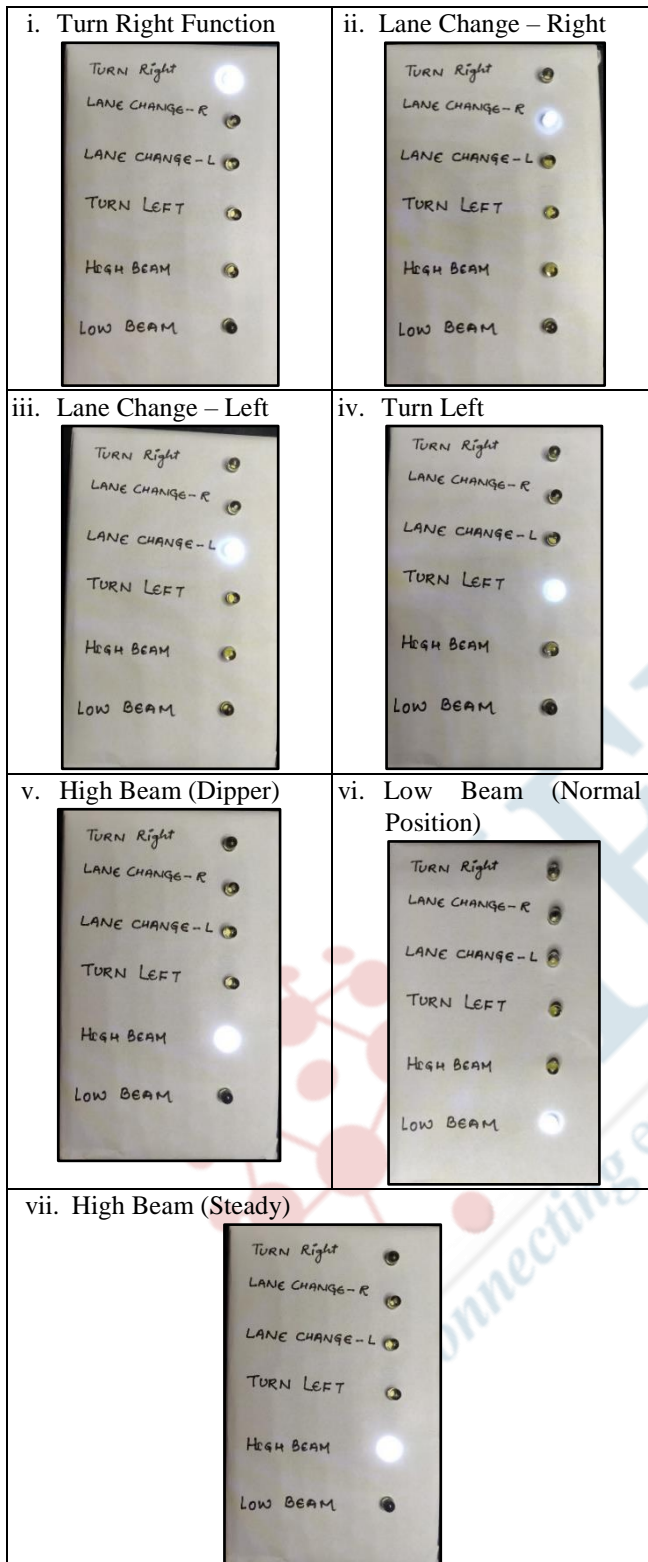 i. Turn Right Function
TURN Right
LANE CHANGE-R
LANE CHANGE-L
TURN LEFT
HIGH BEAM
LOW BEAM
ii. Lane Change – Right
TURN Right
LANE CHANGE-R
LANE CHANGE-L
TURN LEFT
HIGH BEAM
LOW BEAM
iii. Lane Change – Left
TURN Right
LANE CHANGE-R
LANE CHANGE-L
TURN LEFT
HIGH BEAM
LOW BEAM
iv. Turn Left
TURN Right
LANE CHANGE-R
LANE CHANGE-L
TURN LEFT
HIGH BEAM
LOW BEAM
v. High Beam (Dipper)
TURN Right
LANE CHANGE-R
LANE CHANGE-L
TURN LEFT
HIGH BEAM
LOW BEAM
vi. Low Beam (Normal
Position)
TURN Right
LANE CHANGE-R
LANE CHANGE-L
TURN LEFT
HIGH BEAM
LOW BEAM
vii. High Beam (Steady)
TURN Right
LANE CHANGE-R
LANE CHANGE-L
TURN LEFT
HIGH BEAM
LOW BEAM